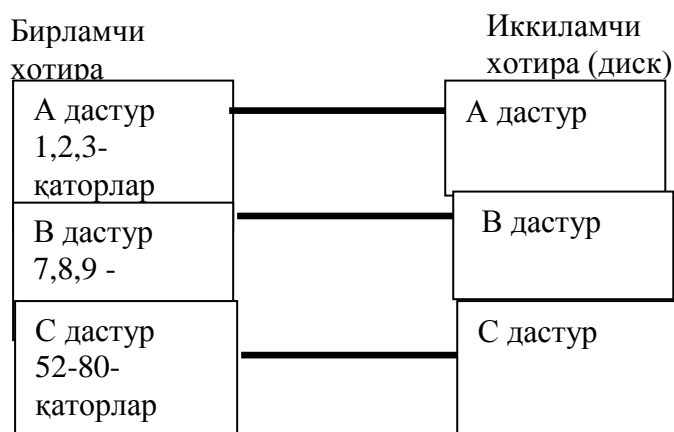 Бирламчи
хотира
Иккиламчи
хотира (диск)
А дастур
1,2,3-
қаторлар
А дастур
В дастур
7,8,9 -
В дастур
С дастур
52-80-
қаторлар
С дастур